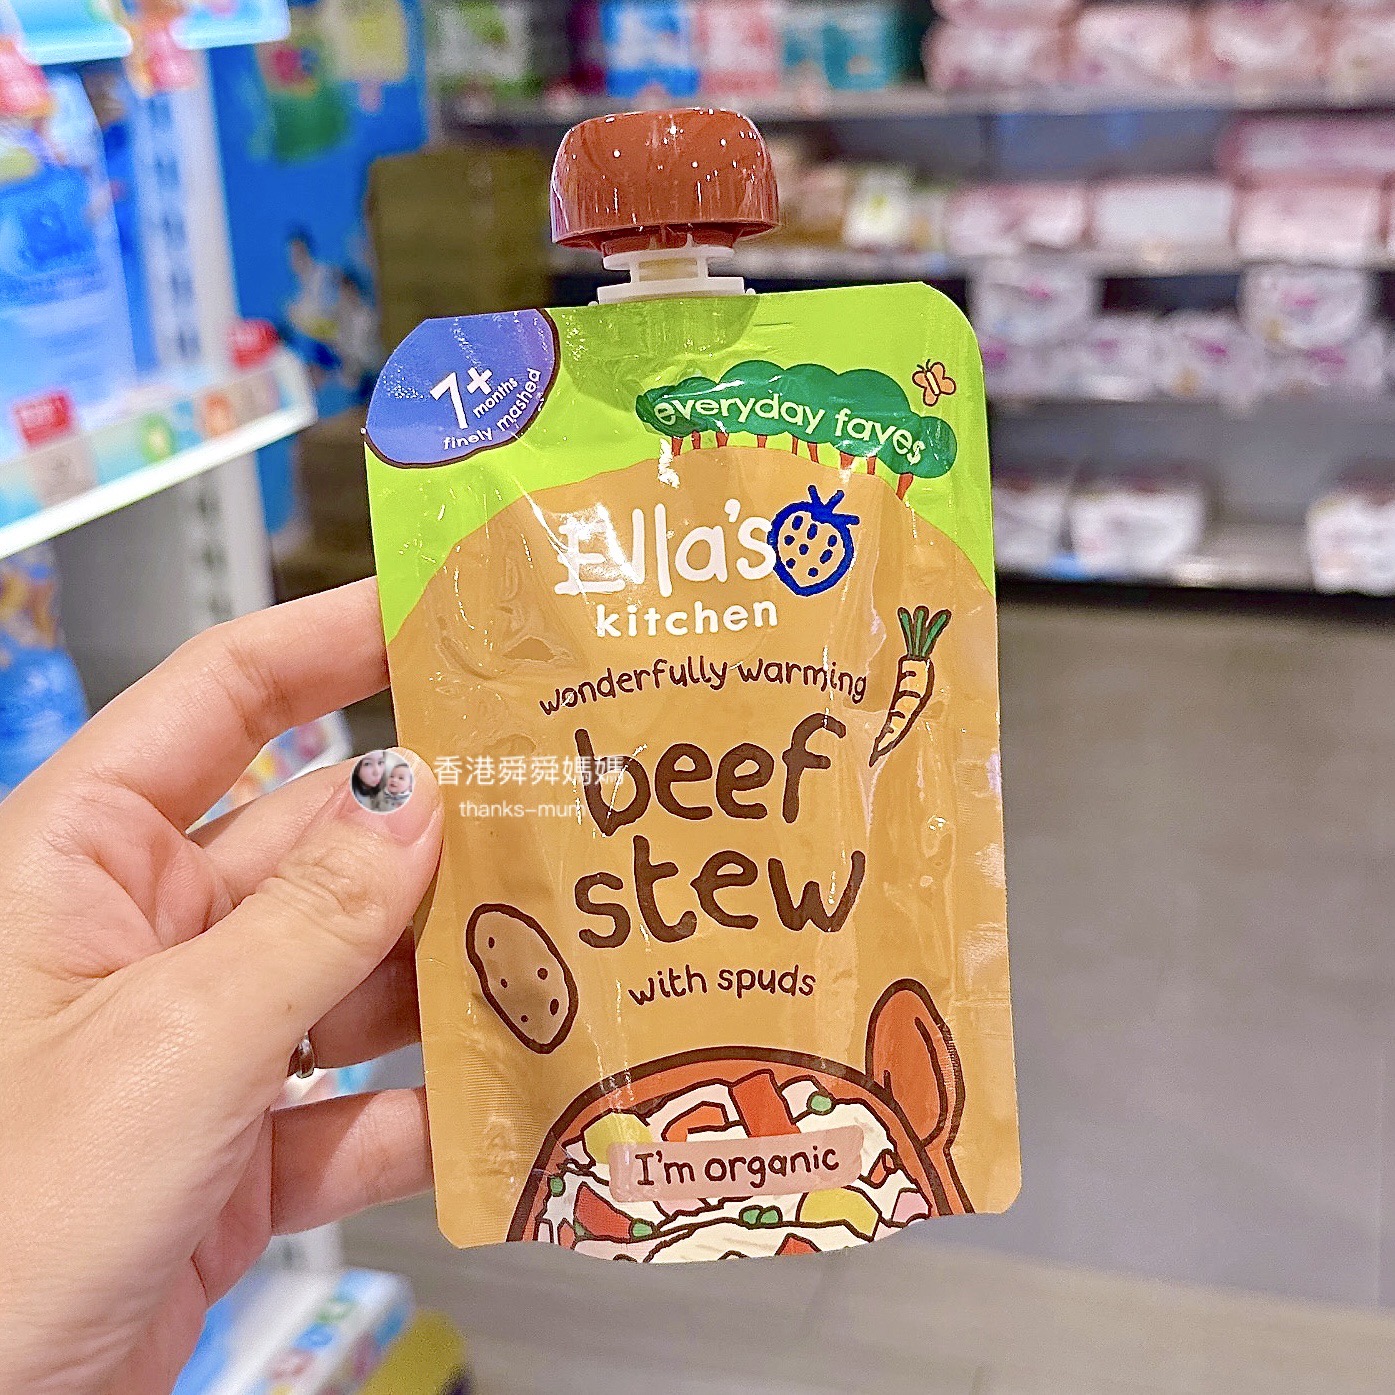 7+
months
finely mashed
everyday faves
Ella's
kitchen
wonderfully warming
beef
stew
with spuds
I'm organic
香港舜舜媽媽
thanks-mum